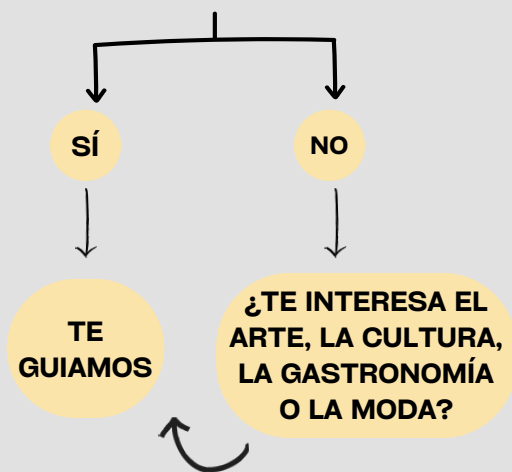 SÍ
NO
TE
GUIAMOS
¿TE INTERESA EL
ARTE, LA CULTURA,
LA GASTRONOMÍA
O LA MODA?